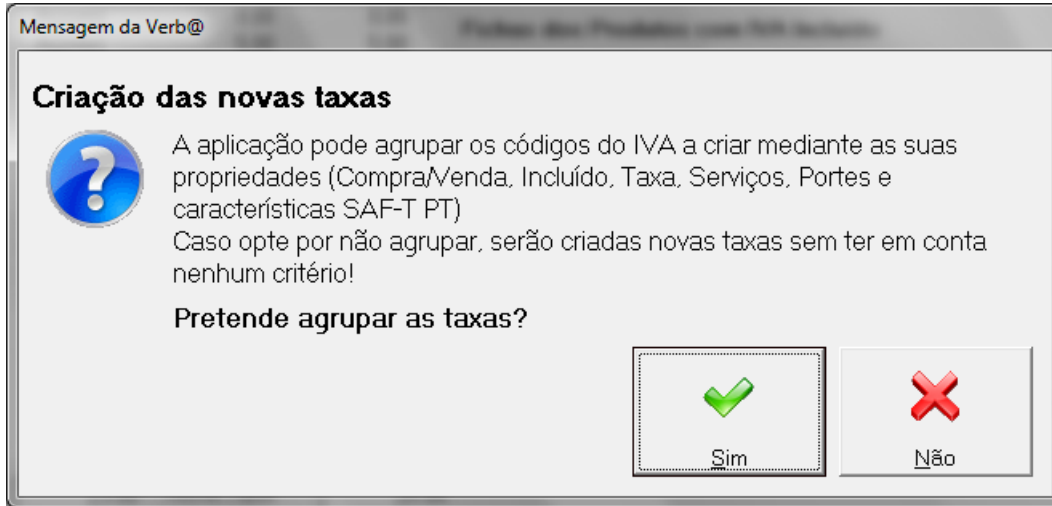 Mensagem da Verb@
Criação das novas taxas
A aplicação pode agrupar os códigos do IVA a criar mediante as suas
propriedades (Compra/Venda, Incluído, Taxa, Serviços, Portes e
características SAF-T PT)
Caso opte por não agrupar, serão criadas novas taxas sem ter em conta
nenhum critério!
Pretende agrupar as taxas?
Sim
Não